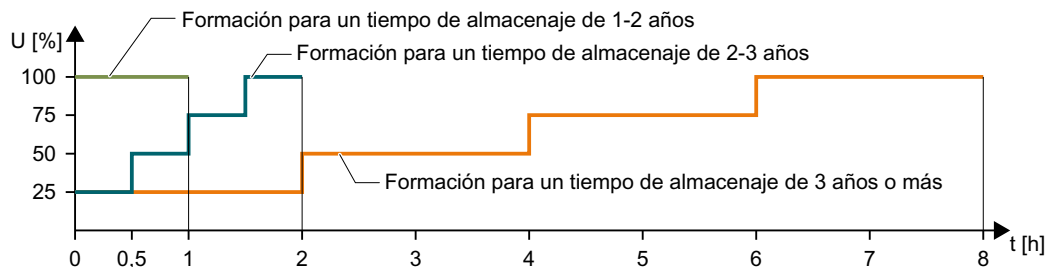 Formación para un tiempo de almacenaje de 1-2 años
U [%]
Formación para un tiempo de almacenaje de 2-3 años
100
75
50
Formación para un tiempo de almacenaje de 3 años o más
25
t [h]
0 0,5 1 2 3 4 5 6 7 8